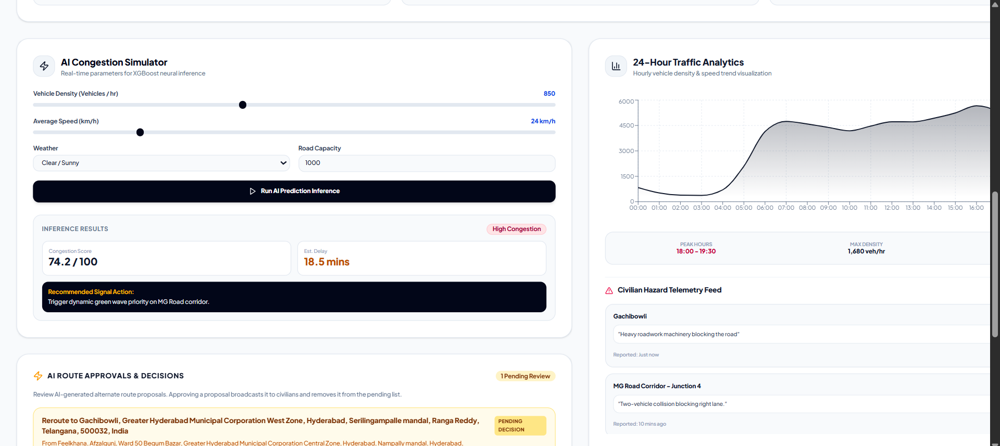 AI Congestion Simulator
Real-time parameters for XGBoost neural inference
Vehicle Density (Vehicles / hr)
850
Average Speed (km/h)
24 km/h
Weather
Road Capacity
Clear / Sunny
1000
Run AI Prediction Inference
INFERENCE RESULTS
High Congestion
Congestion Score
74.2 / 100
Est. Delay
18.5 mins
Recommended Signal Action:
Trigger dynamic green wave priority on MG Road corridor.
AI ROUTE APPROVALS & DECISIONS
1 Pending Review
Review AI-generated alternate route proposals. Approving a proposal broadcasts it to civilians and removes it from the pending list.
Reroute to Gachibowli, Greater Hyderabad Municipal Corporation West Zone, Hyderabad, Serilingampalle mandal, Ranga Reddy,
Telangana, 500032, India
PENDING
DECISION
From Feelkhana, Afzalgunj, Ward 50 Begum Bazar, Greater Hyderabad Municipal Corporation Central Zone, Hyderabad, Nampally mandal, Hyderabad,
24-Hour Traffic Analytics
Hourly vehicle density & speed trend visualization
6000
4500
3000
1500
0
00:00 01:00 02:00 03:00 04:00 05:00 06:00 07:00 08:00 09:00 10:00 11:00 12:00 13:00 14:00 15:00 16:00
PEAK HOURS
18:00 - 19:30
MAX DENSITY
1,680 veh/hr
Civilian Hazard Telemetry Feed
Gachibowli
"Heavy roadwork machinery blocking the road"
Reported: Just now
MG Road Corridor - Junction 4
"Two-vehicle collision blocking right lane."
Reported: 10 mins ago